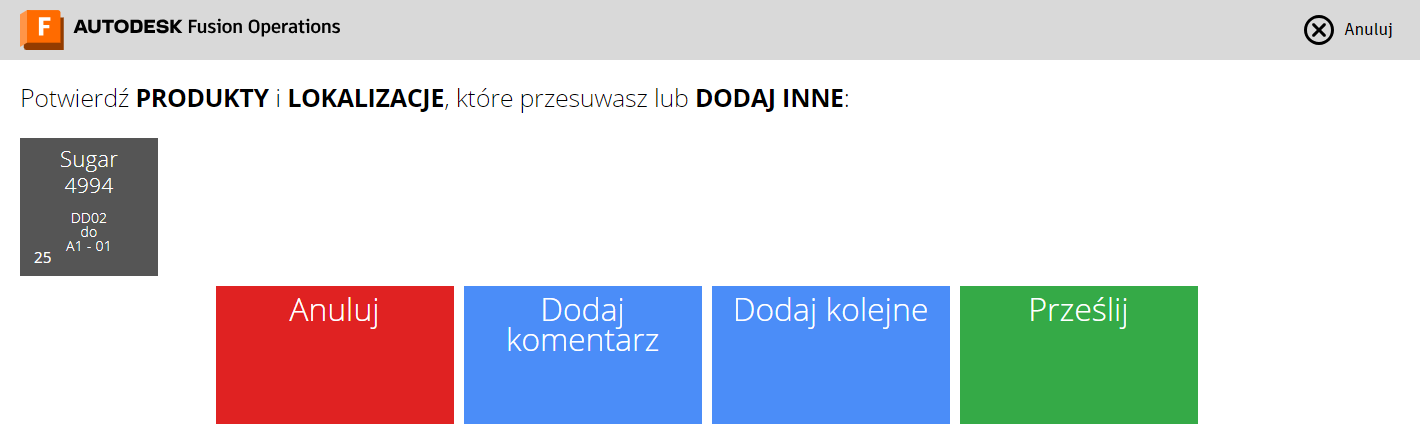 F AUTODESK Fusion Operations
Anuluj
Potwierdź PRODUKTY i LOKALIZACJE, które przesuwasz lub DODAJ INNE:
Sugar
4994
DD02
do
A1 - 01
25
Anuluj
Dodaj
komentarz
Dodaj kolejne
Prześlij